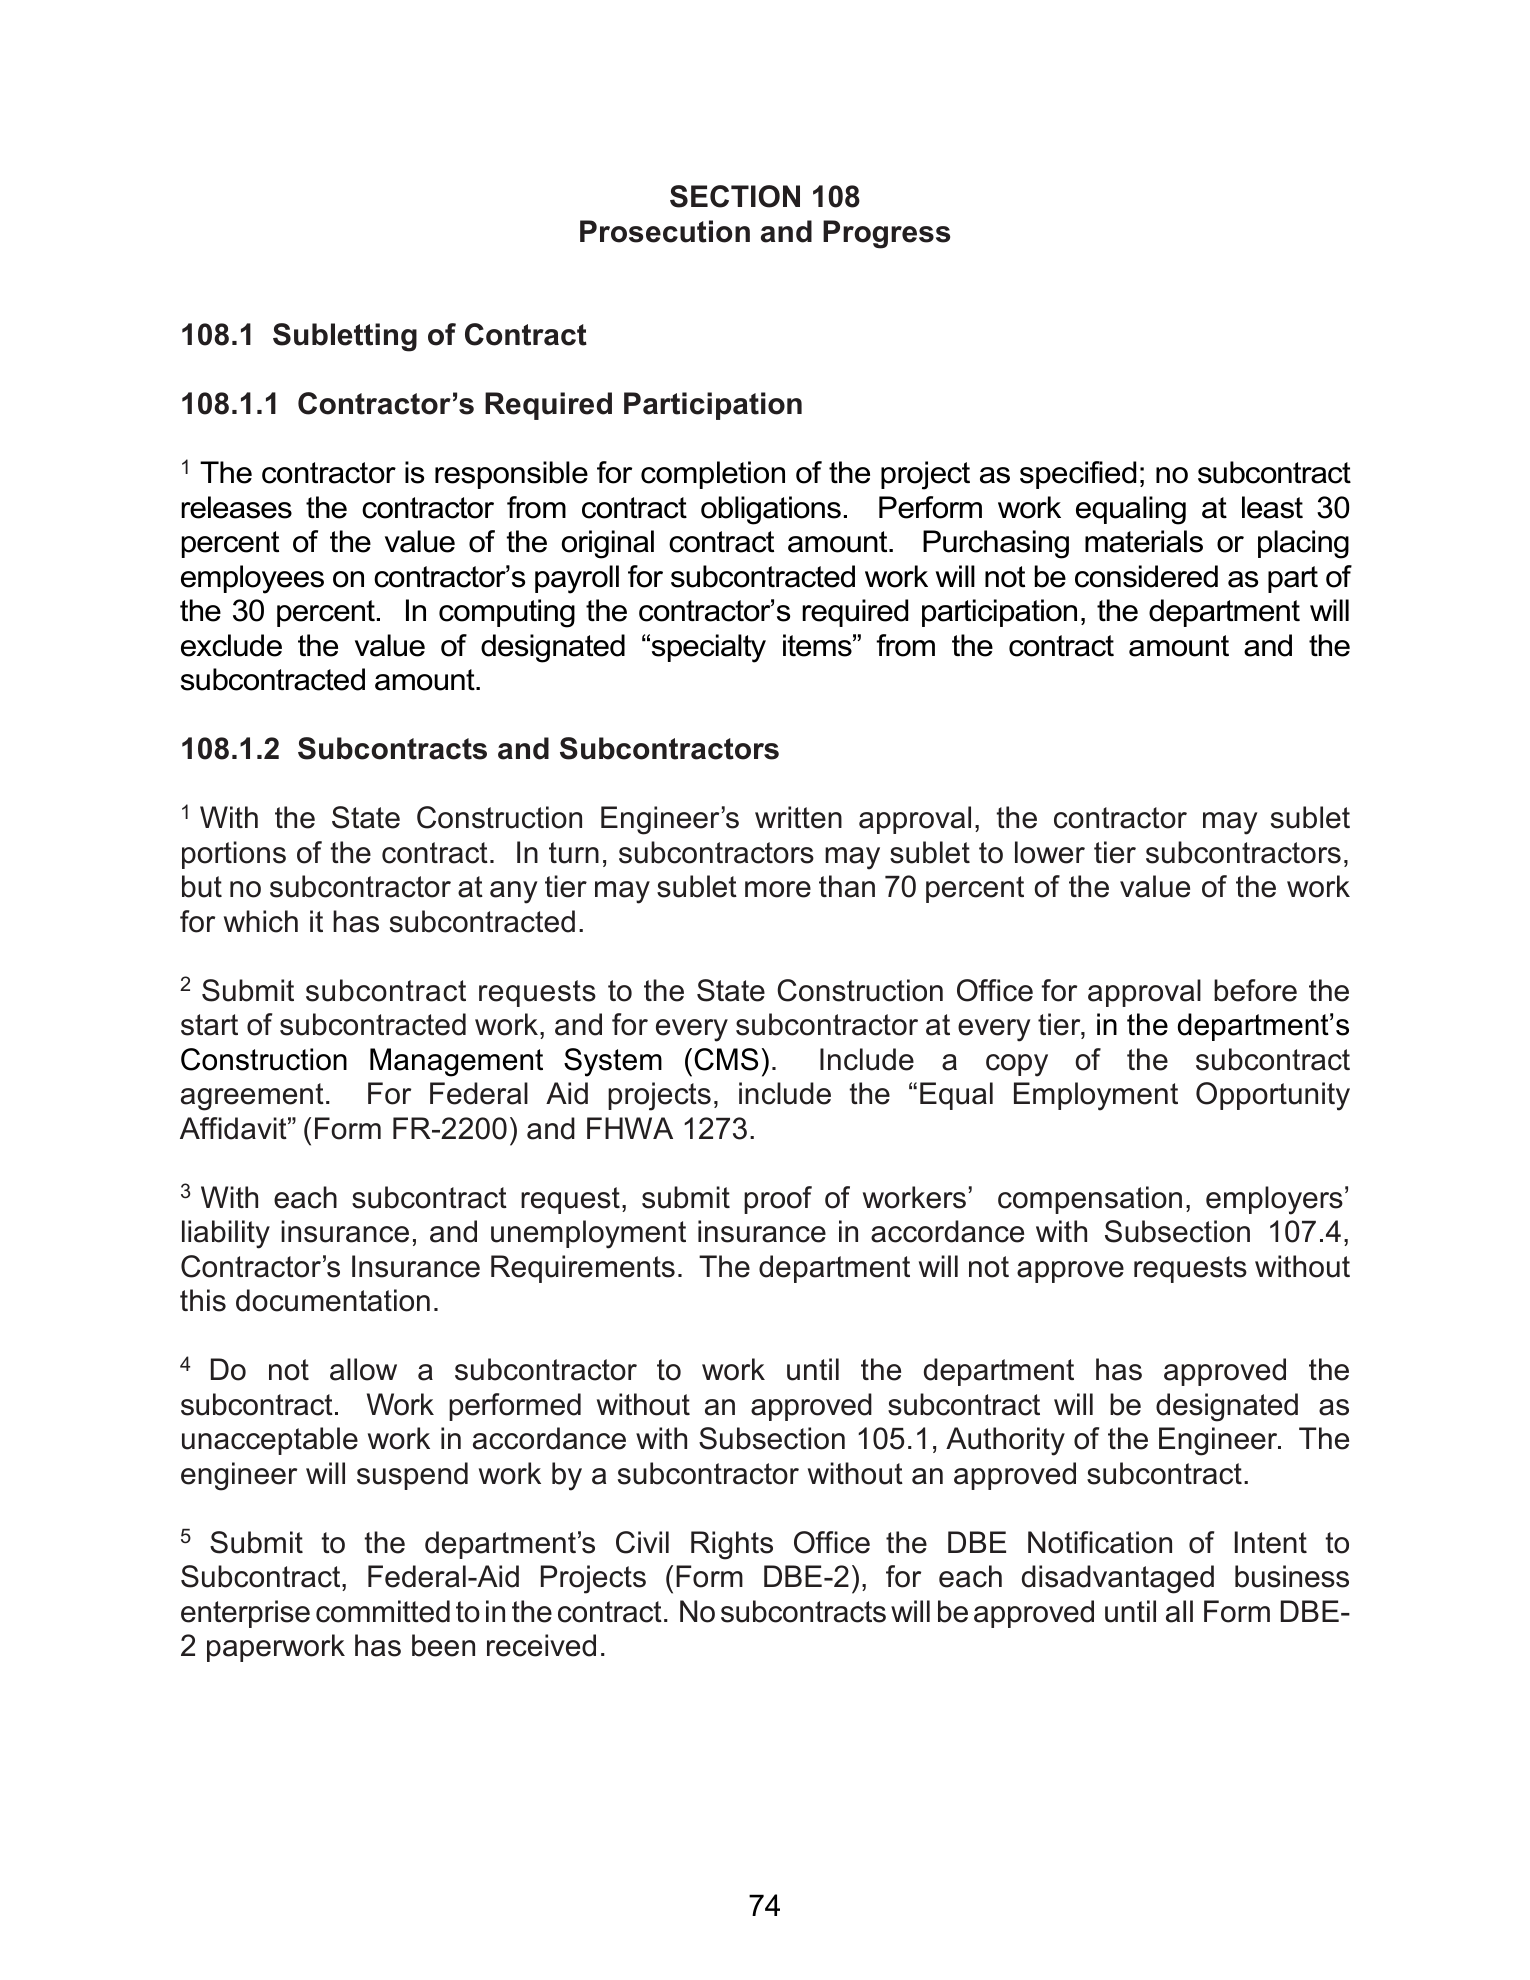 SECTION 108
Prosecution and Progress
108.1 Subletting of Contract
108.1.1 Contractor’s Required Participation
1 The contractor is responsible for completion of the project as specified; no subcontract
releases the contractor from contract obligations. Perform work equaling at least 30
percent of the value of the original contract amount. Purchasing materials or placing
employees on contractor’s payroll for subcontracted work will not be considered as part of
the 30 percent. In computing the contractor’s required participation, the department will
exclude the value of designated “specialty items” from the contract amount and the
subcontracted amount.
108.1.2 Subcontracts and Subcontractors
1 With the State Construction Engineer’s written approval, the contractor may sublet
portions of the contract. In turn, subcontractors may sublet to lower tier subcontractors,
but no subcontractor at any tier may sublet more than 70 percent of the value of the work
for which it has subcontracted.
2 Submit subcontract requests to the State Construction Office for approval before the
start of subcontracted work, and for every subcontractor at every tier, in the department’s
Construction Management System (CMS). Include a copy of the subcontract
agreement. For Federal Aid projects, include the “Equal Employment Opportunity
Affidavit” (Form FR-2200) and FHWA 1273.
3 With each subcontract request, submit proof of workers’ compensation, employers’
liability insurance, and unemployment insurance in accordance with Subsection 107.4,
Contractor’s Insurance Requirements. The department will not approve requests without
this documentation.
4 Do not allow a subcontractor to work until the department has approved the
subcontract. Work performed without an approved subcontract will be designated as
unacceptable work in accordance with Subsection 105.1, Authority of the Engineer. The
engineer will suspend work by a subcontractor without an approved subcontract.
5 Submit to the department’s Civil Rights Office the DBE Notification of Intent to
Subcontract, Federal-Aid Projects (Form DBE-2), for each disadvantaged business
enterprise committed to in the contract. No subcontracts will be approved until all Form DBE-
2 paperwork has been received.
74